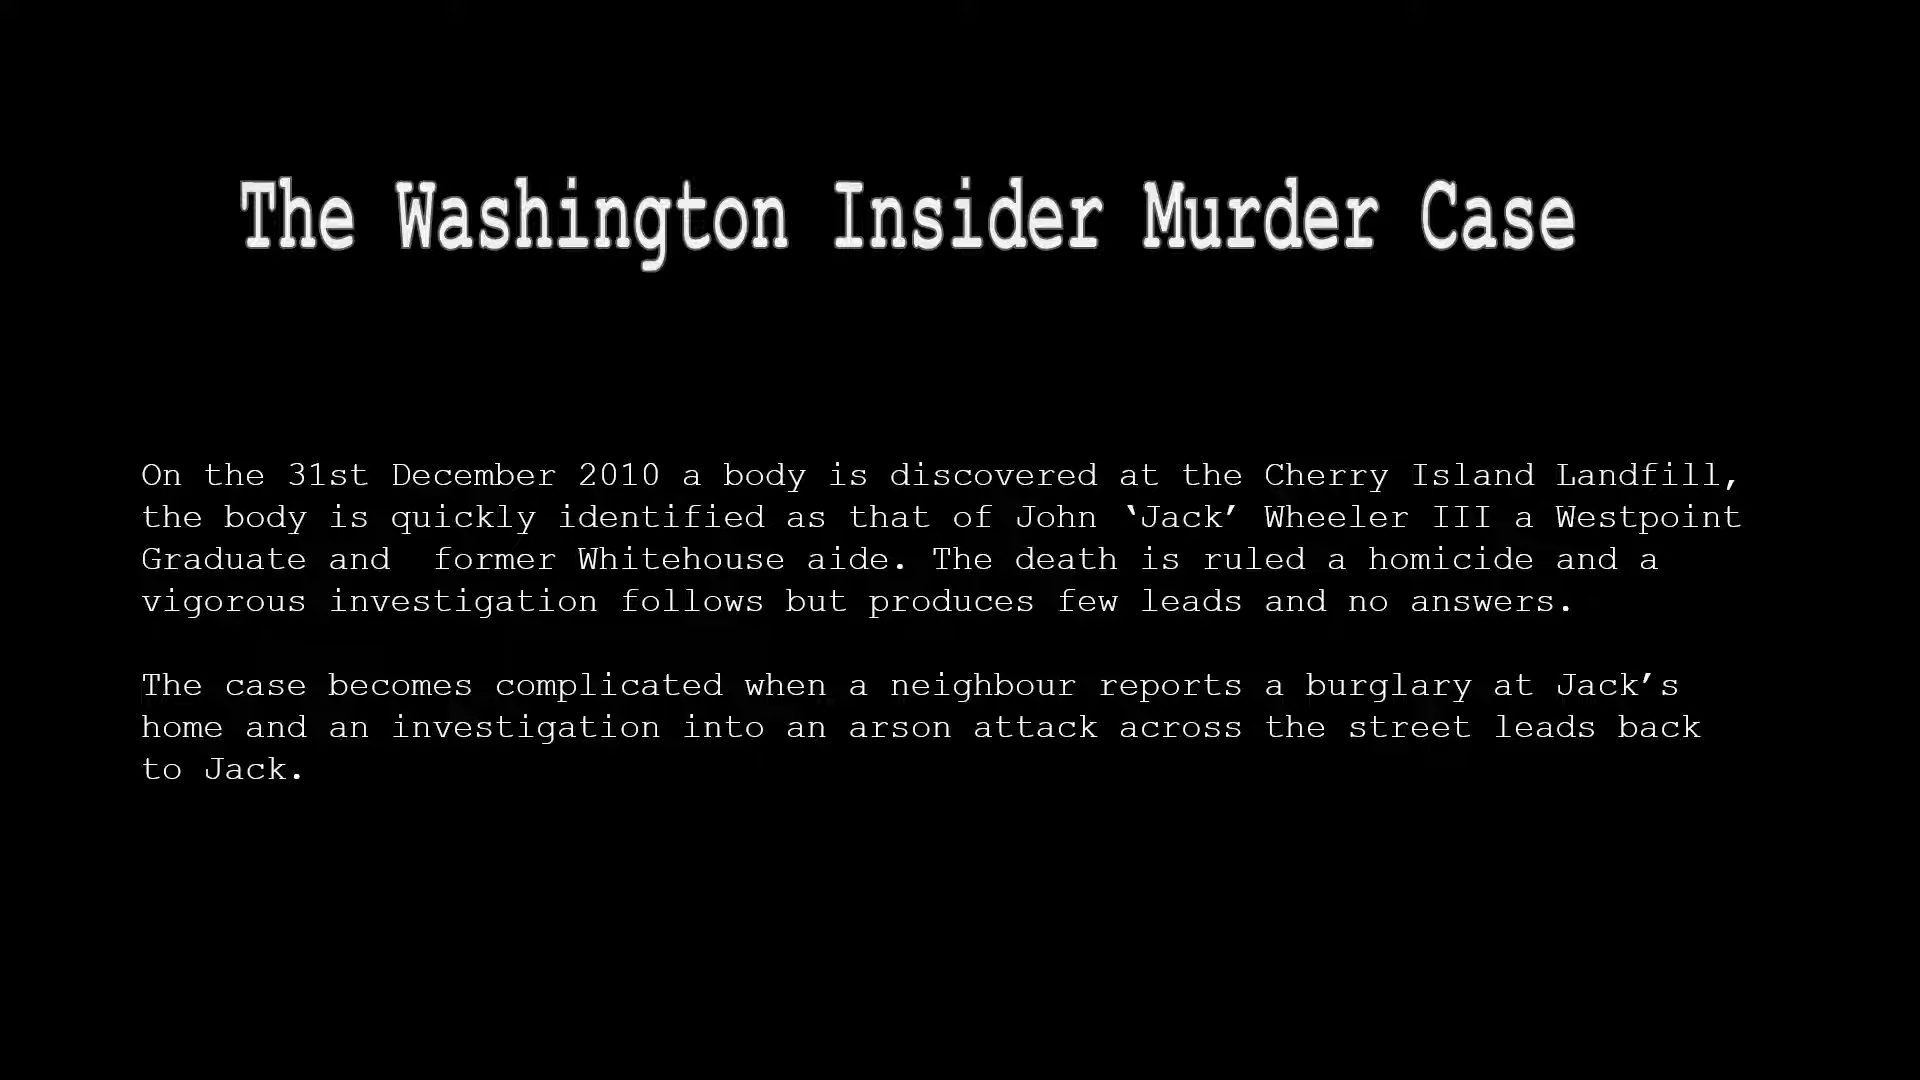 The Washington Insider Murder Case
On the 31st December 2010 a body is discovered at the Cherry Island Landfill,
the body is quickly identified as that of John ‘Jack’ Wheeler III a Westpoint
Graduate and  former Whitehouse aide. The death is ruled a homicide and a
vigorous investigation follows but produces few leads and no answers.
The case becomes complicated when a neighbour reports a burglary at Jack’s
home and an investigation into an arson attack across the street leads back
to Jack.